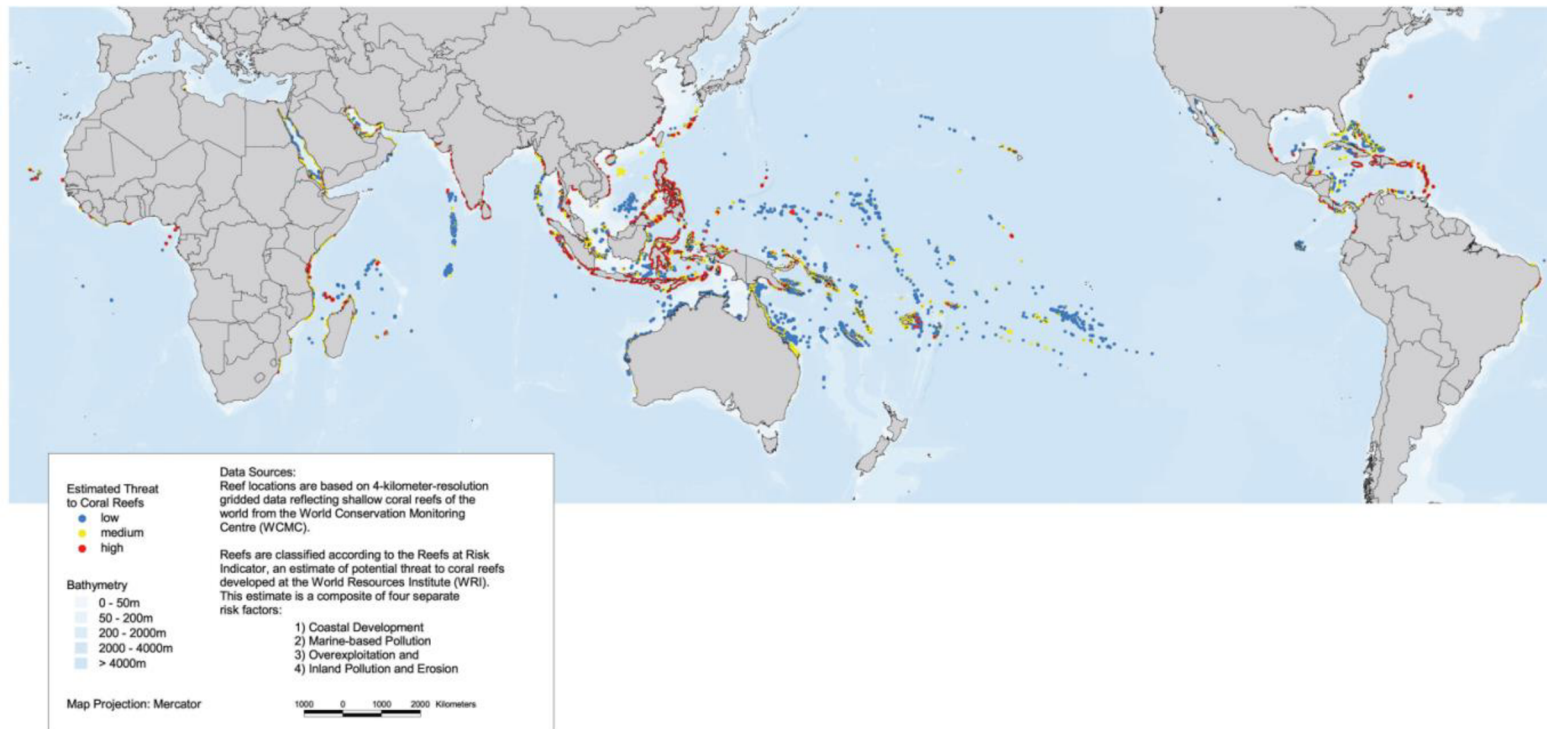 Estimated Threat
to Coral Reefs
low
medium
high
Bathymetry
0 - 50m
50 - 200m
200 - 2000m
2000 - 4000m
> 4000m
Map Projection: Mercator
Data Sources:
Reef locations are based on 4-kilometer-resolution
gridded data reflecting shallow coral reefs of the
world from the World Conservation Monitoring
Centre (WCMC).
Reefs are classified according to the Reefs at Risk
Indicator, an estimate of potential threat to coral reefs
developed at the World Resources Institute (WRI).
This estimate is a composite of four separate
risk factors:
1) Coastal Development
2) Marine-based Pollution
3) Overexploitation and
4) Inland Pollution and Erosion
1000 0 1000 2000 Kilometers